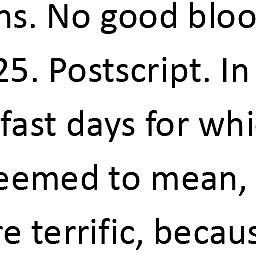 ns. No good bloo
25. Postscript. In
fast days for whi
eemed to mean,
re terrific, becaus